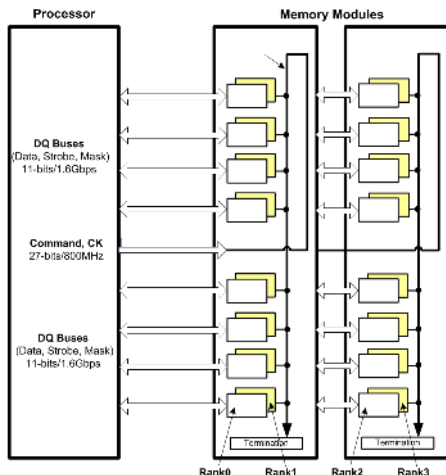 Processor
Memory Modules
DQ Buses
(Data, Strobe, Mask)
11-bits/1.6Gbps
Command, CK
27-bits/800MHz
DQ Buses
(Data, Strobe, Mask)
11-bits/1.6Gbps
Termination
Termination
Rank0
Rank1
Rank2
Rank3